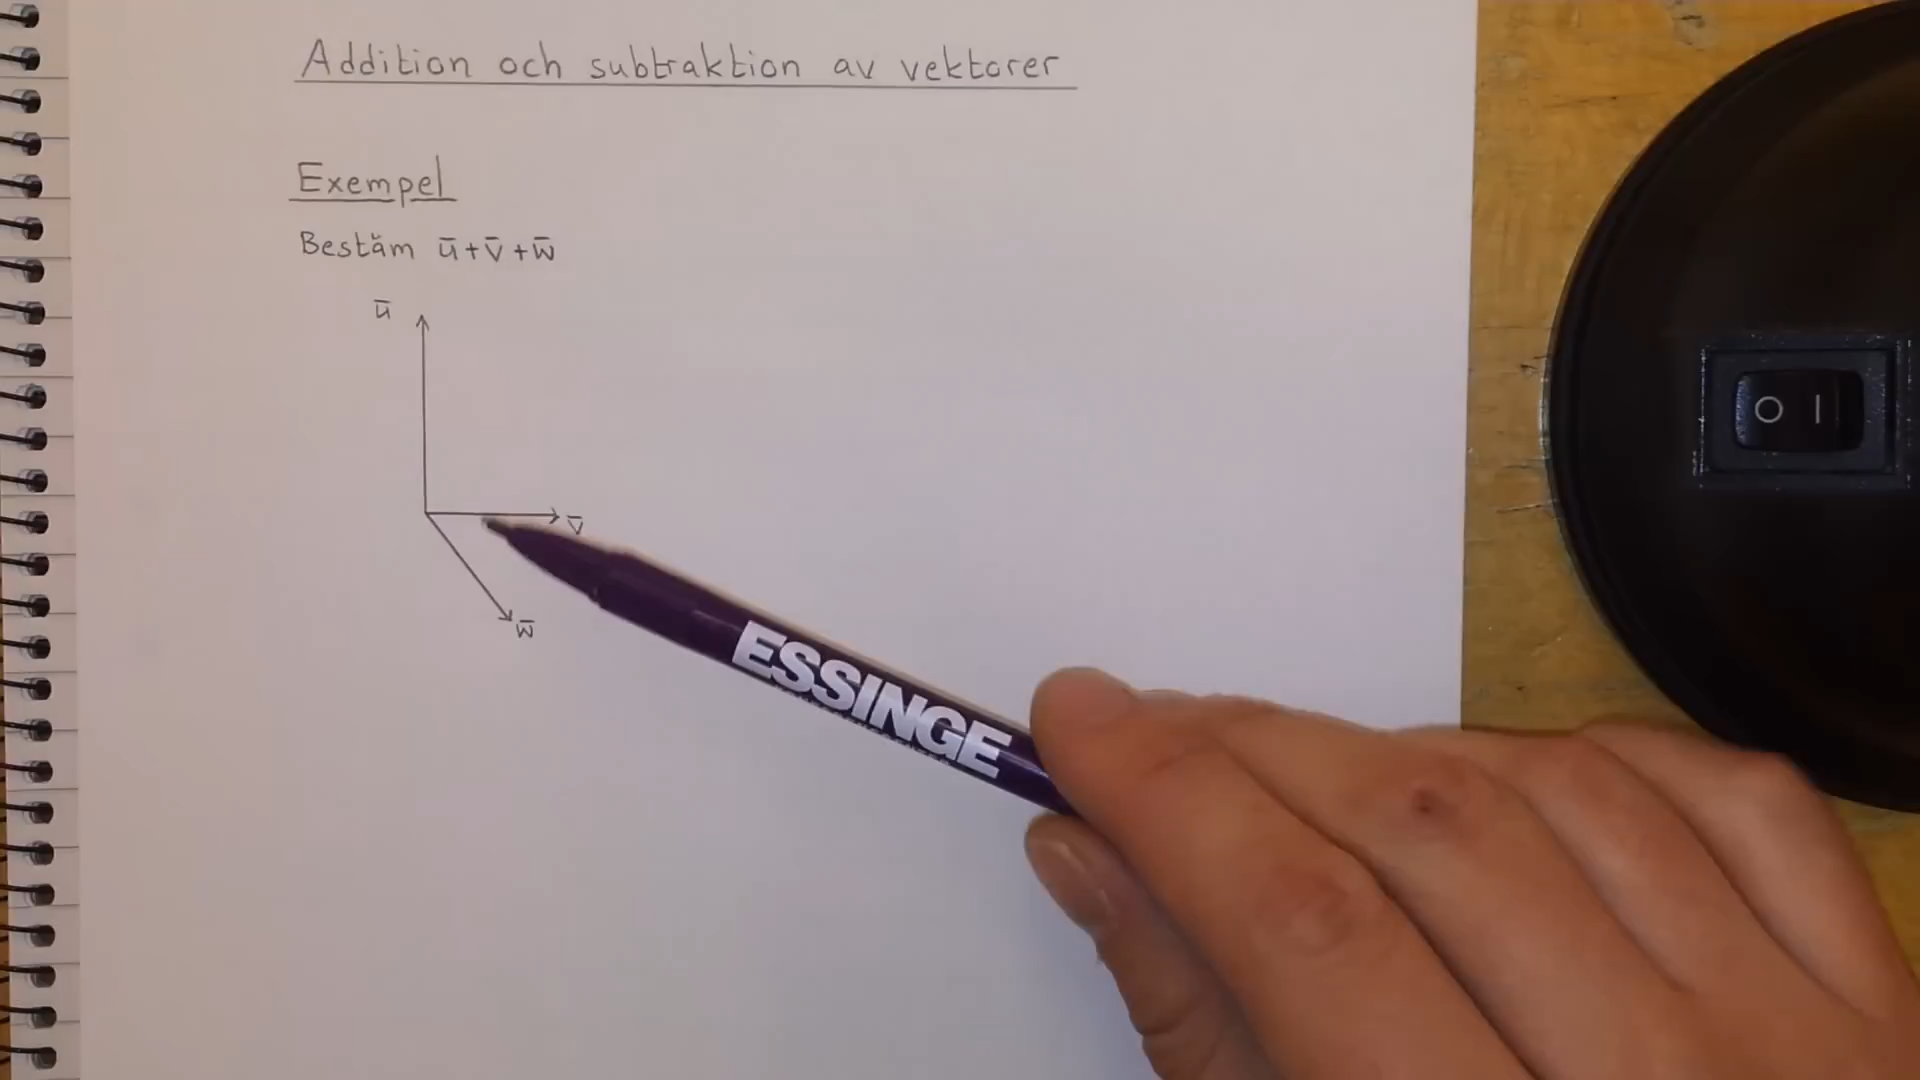 Addition och subtraktion av vektorer
Exempel
Bestäm ū+v̄+w̄
ū
v̄
w̄
ESSINGE
O I